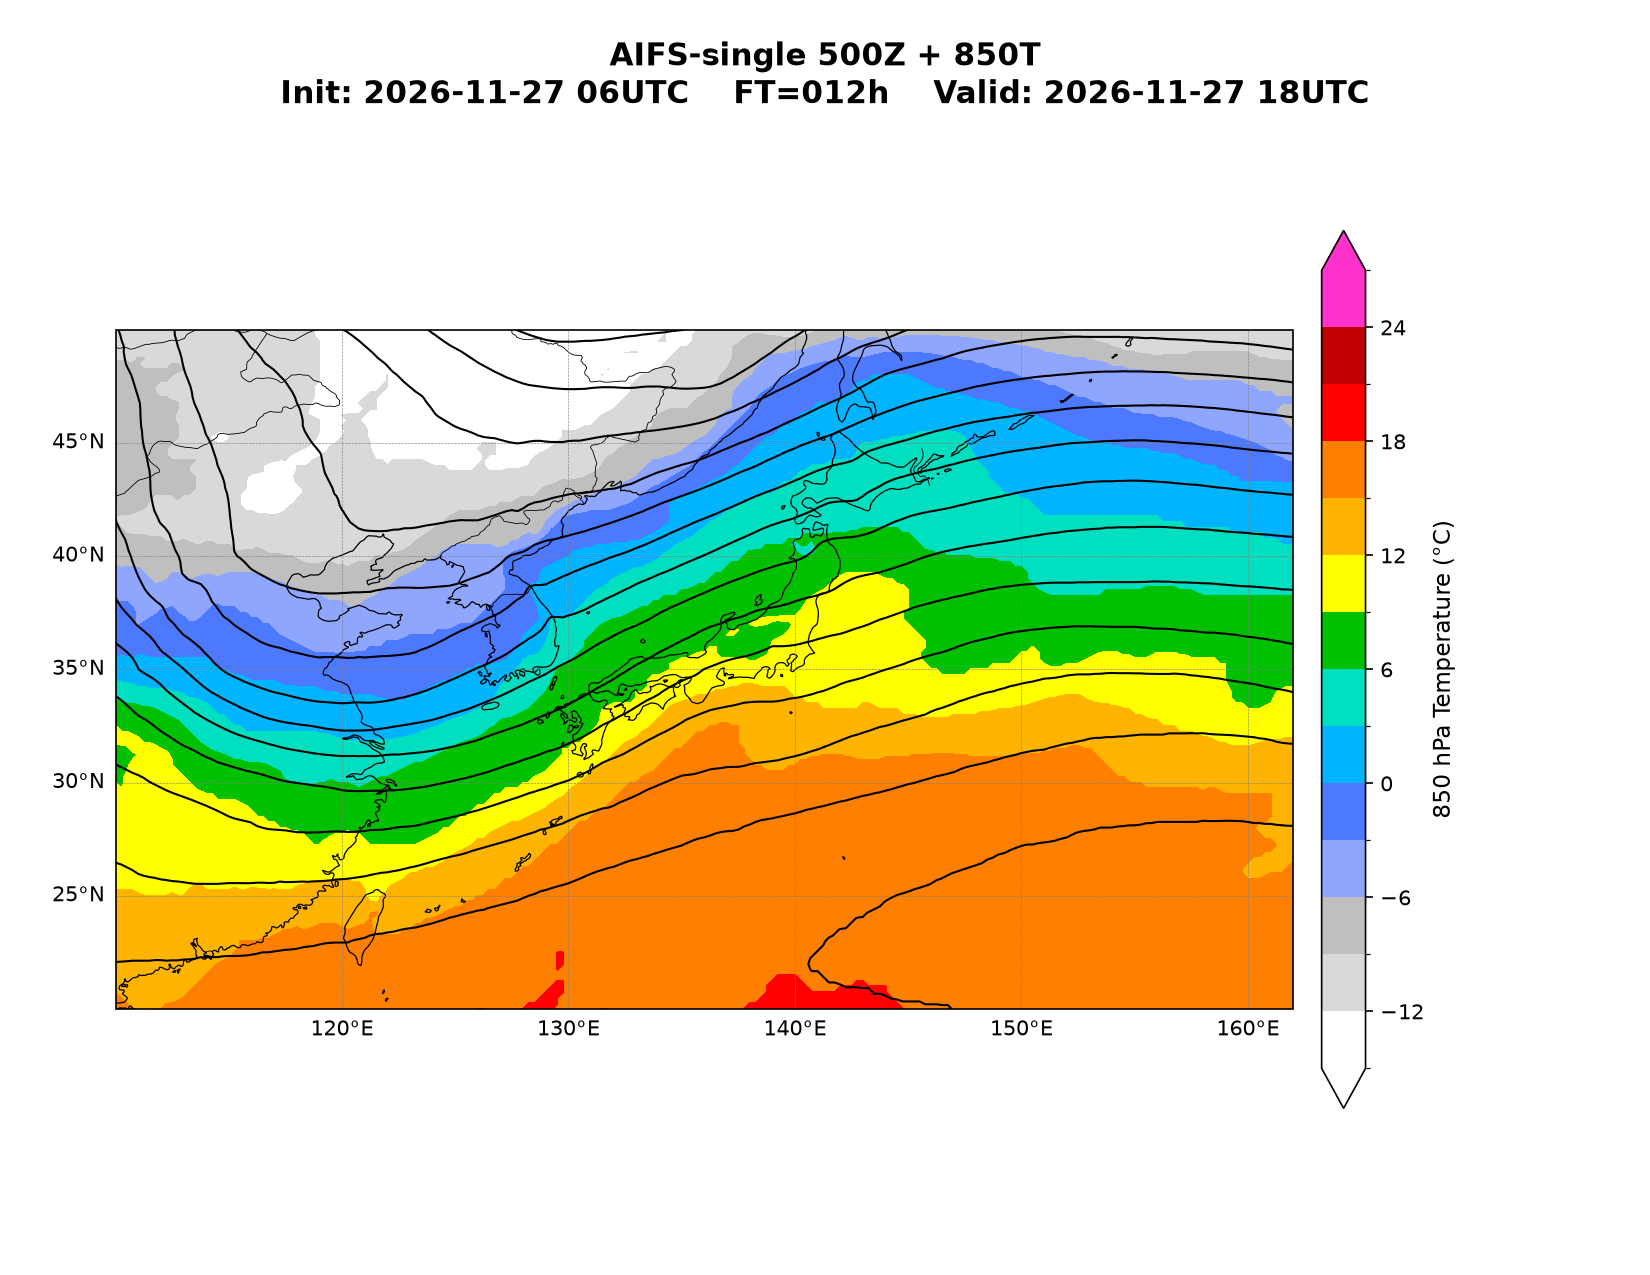 AIFS-single 500Z + 850T
Init: 2026-11-27 06UTC    FT=012h    Valid: 2026-11-27 18UTC
45°N
40°N
35°N
30°N
25°N
120°E
130°E
140°E
150°E
160°E
24
18
12
6
0
−6
−12
850 hPa Temperature (°C)